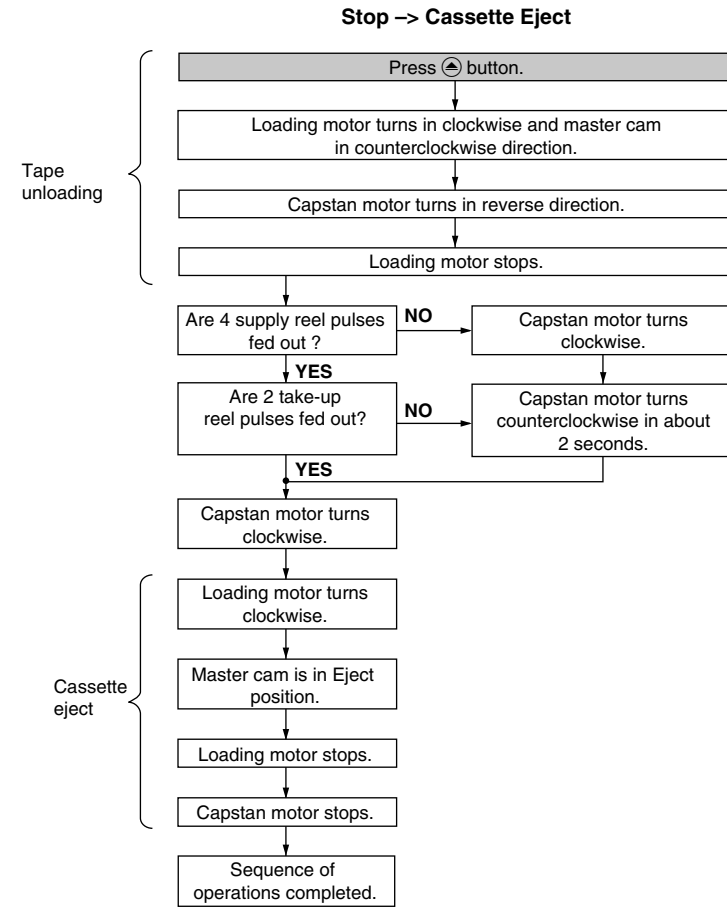 Stop –> Cassette Eject
Press ⏏ button.
Loading motor turns in clockwise and master cam
in counterclockwise direction.
Tape
unloading
Capstan motor turns in reverse direction.
Loading motor stops.
Are 4 supply reel pulses
fed out ?
NO
Capstan motor turns
clockwise.
YES
Are 2 take-up
reel pulses fed out?
NO
Capstan motor turns
counterclockwise in about
2 seconds.
YES
Capstan motor turns
clockwise.
Loading motor turns
clockwise.
Cassette
eject
Master cam is in Eject
position.
Loading motor stops.
Capstan motor stops.
Sequence of
operations completed.